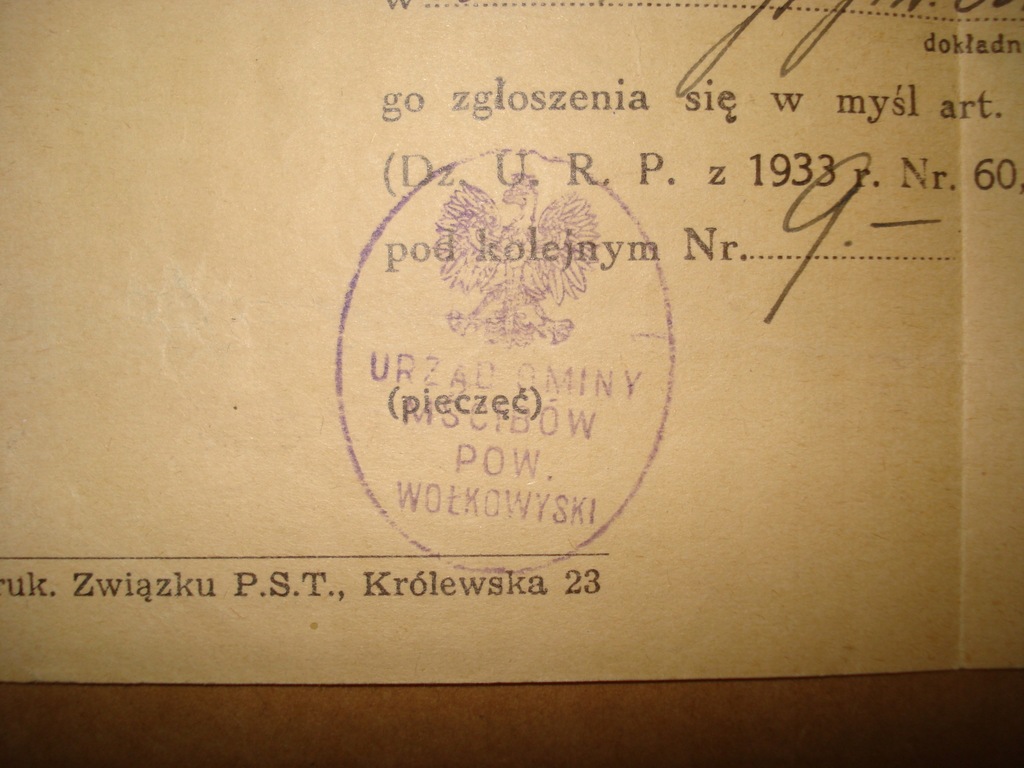 w
dokładn
go zgłoszenia się w myśl art.
(Dz. U. R. P. z 1933 r. Nr. 60,
pod kolejnym Nr. 9.—
URZĄD GMINY
(pieczęć)
MŚCIBÓW
POW.
WOŁKOWYSKI
ruk. Związku P.S.T., Królewska 23